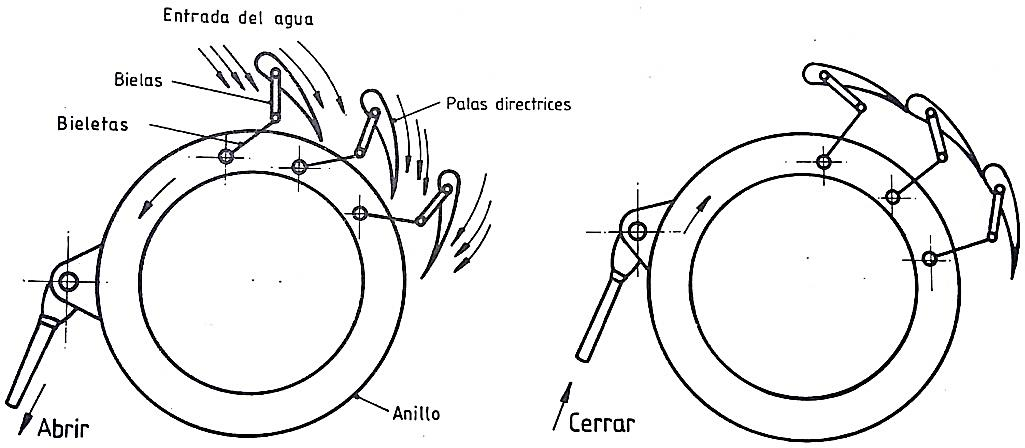 Entrada del agua
Bielas
Bieletas
Palas directrices
Anillo
Abrir
Cerrar